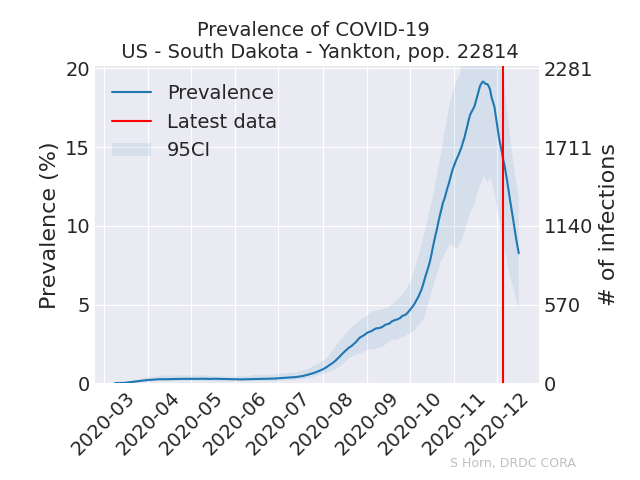 Prevalence of COVID-19
US - South Dakota - Yankton, pop. 22814
Prevalence
Latest data
95CI
Prevalence (%)
20
15
10
5
0
2281
1711
1140
570
0
# of infections
2020-03
2020-04
2020-05
2020-06
2020-07
2020-08
2020-09
2020-10
2020-11
2020-12
S Horn, DRDC CORA